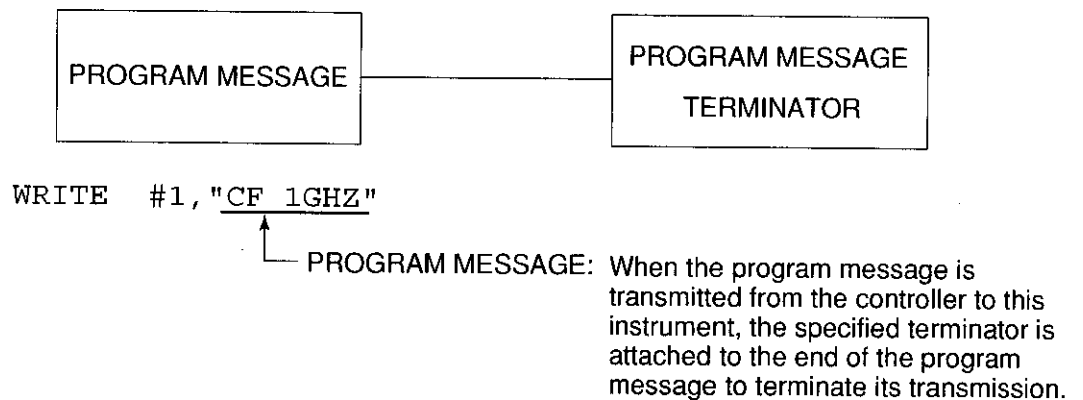 PROGRAM MESSAGE
PROGRAM MESSAGE
TERMINATOR
WRITE #1,"CF 1GHZ"
PROGRAM MESSAGE: When the program message is
transmitted from the controller to this
instrument, the specified terminator is
attached to the end of the program
message to terminate its transmission.